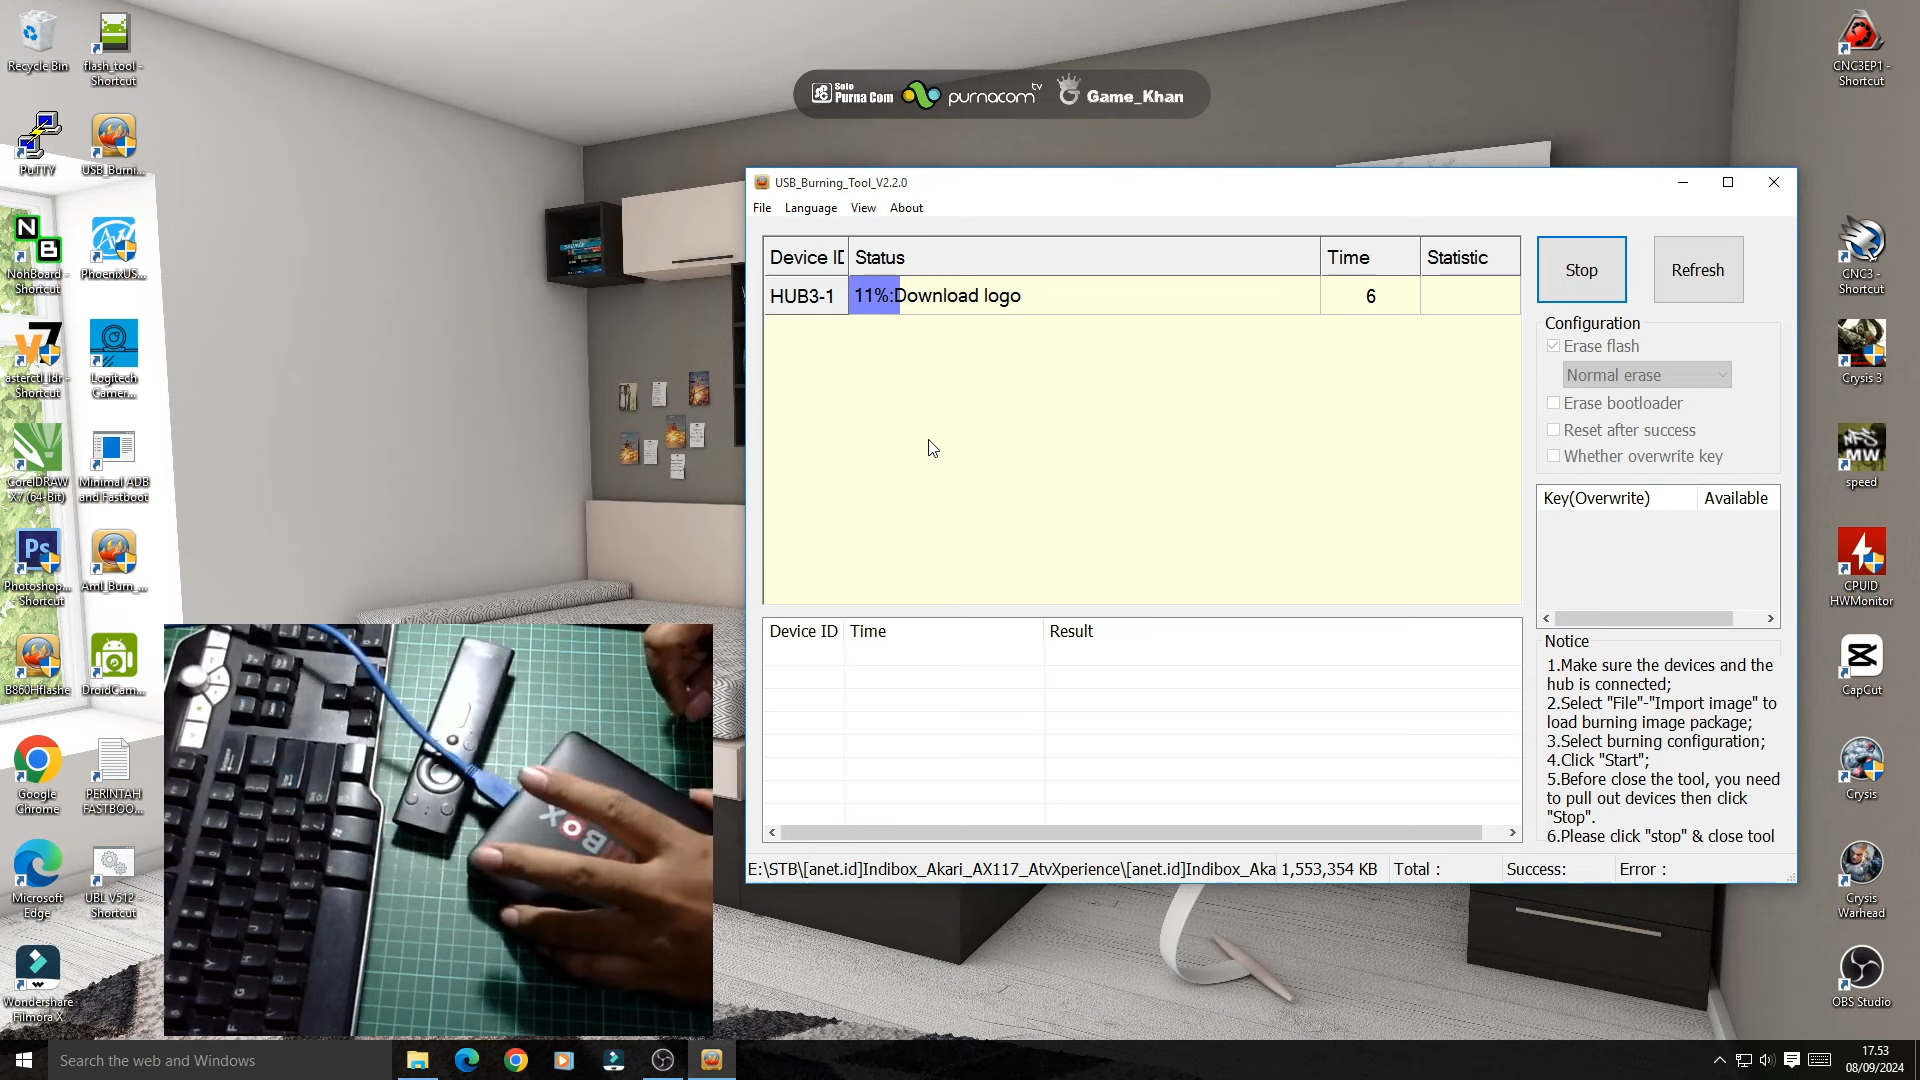 Recycle Bin
flash_tool - Shortcut
PuTTY
USB_Burni...
NohBoard - Shortcut
PhoenixUS...
asterctl_ldr - Shortcut
Logitech Gamer...
CorelDRAW X7 (64-Bit)
Minimal ADB and Fastboot
Photoshop... - Shortcut
Aml_Burn_...
B860Hflashe
DroidCam...
Google Chrome
PERINTAH FASTBOO...
Microsoft Edge
UBL V512 - Shortcut
Wondershare Filmora X
Solo Purna Com purnacom tv Game_Khan
USB_Burning_Tool_V2.2.0
File Language View About
Device ID Status Time Statistic
HUB3-1 11%:Download logo 6
Stop Refresh
Configuration
Erase flash
Normal erase
Erase bootloader
Reset after success
Whether overwrite key
Key(Overwrite) Available
Device ID Time Result
Notice
1.Make sure the devices and the
hub is connected;
2.Select "File"-"Import image" to
load burning image package;
3.Select burning configuration;
4.Click "Start";
5.Before close the tool, you need
to pull out devices then click
"Stop".
6.Please click "stop" & close tool
E:\STB\[anet.id]Indibox_Akari_AX117_AtvXperience\[anet.id]Indibox_Aka 1,553,354 KB Total : Success: Error :
CNC3EP1 - Shortcut
CNC3 - Shortcut
Crysis 3
speed
CPUID HWMonitor
CapCut
Crysis
Crysis Warhead
OBS Studio
Search the web and Windows
17.53
08/09/2024